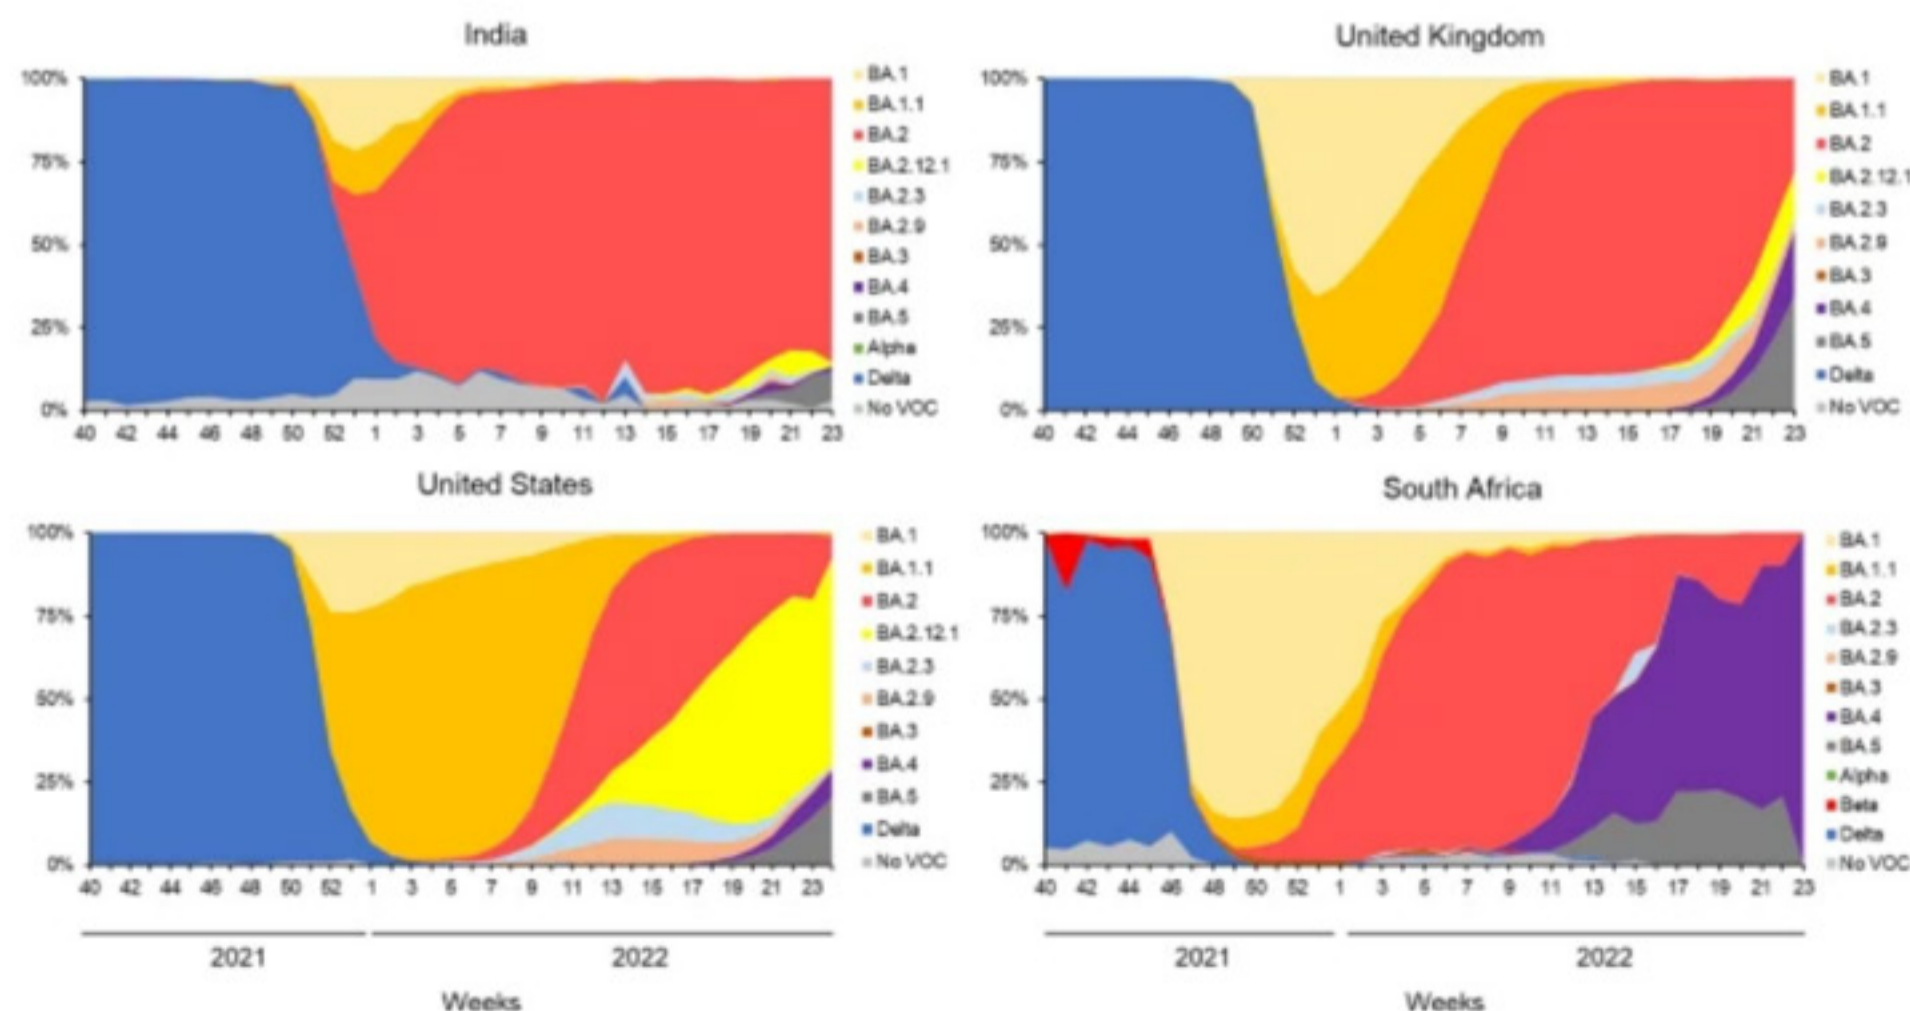 India
100%
75%
50%
25%
0%
40 42 44 46 48 50 52 1 3 5 7 9 11 13 15 17 19 21 23
BA.1
BA.1.1
BA.2
BA.2.12.1
BA.2.3
BA.2.9
BA.3
BA.4
BA.5
Alpha
Delta
No VOC
United Kingdom
100%
75%
50%
25%
0%
40 42 44 46 48 50 52 1 3 5 7 9 11 13 15 17 19 21 23
BA.1
BA.1.1
BA.2
BA.2.12.1
BA.2.3
BA.2.9
BA.3
BA.4
BA.5
Delta
No VOC
United States
100%
75%
50%
25%
0%
40 42 44 46 48 50 52 1 3 5 7 9 11 13 15 17 19 21 23
BA.1
BA.1.1
BA.2
BA.2.12.1
BA.2.3
BA.2.9
BA.3
BA.4
BA.5
Delta
No VOC
2021 2022
Weeks
South Africa
100%
75%
50%
25%
0%
40 42 44 46 48 50 52 1 3 5 7 9 11 13 15 17 19 21 23
BA.1
BA.1.1
BA.2
BA.2.3
BA.2.9
BA.3
BA.4
BA.5
Alpha
Beta
Delta
No VOC
2021 2022
Weeks